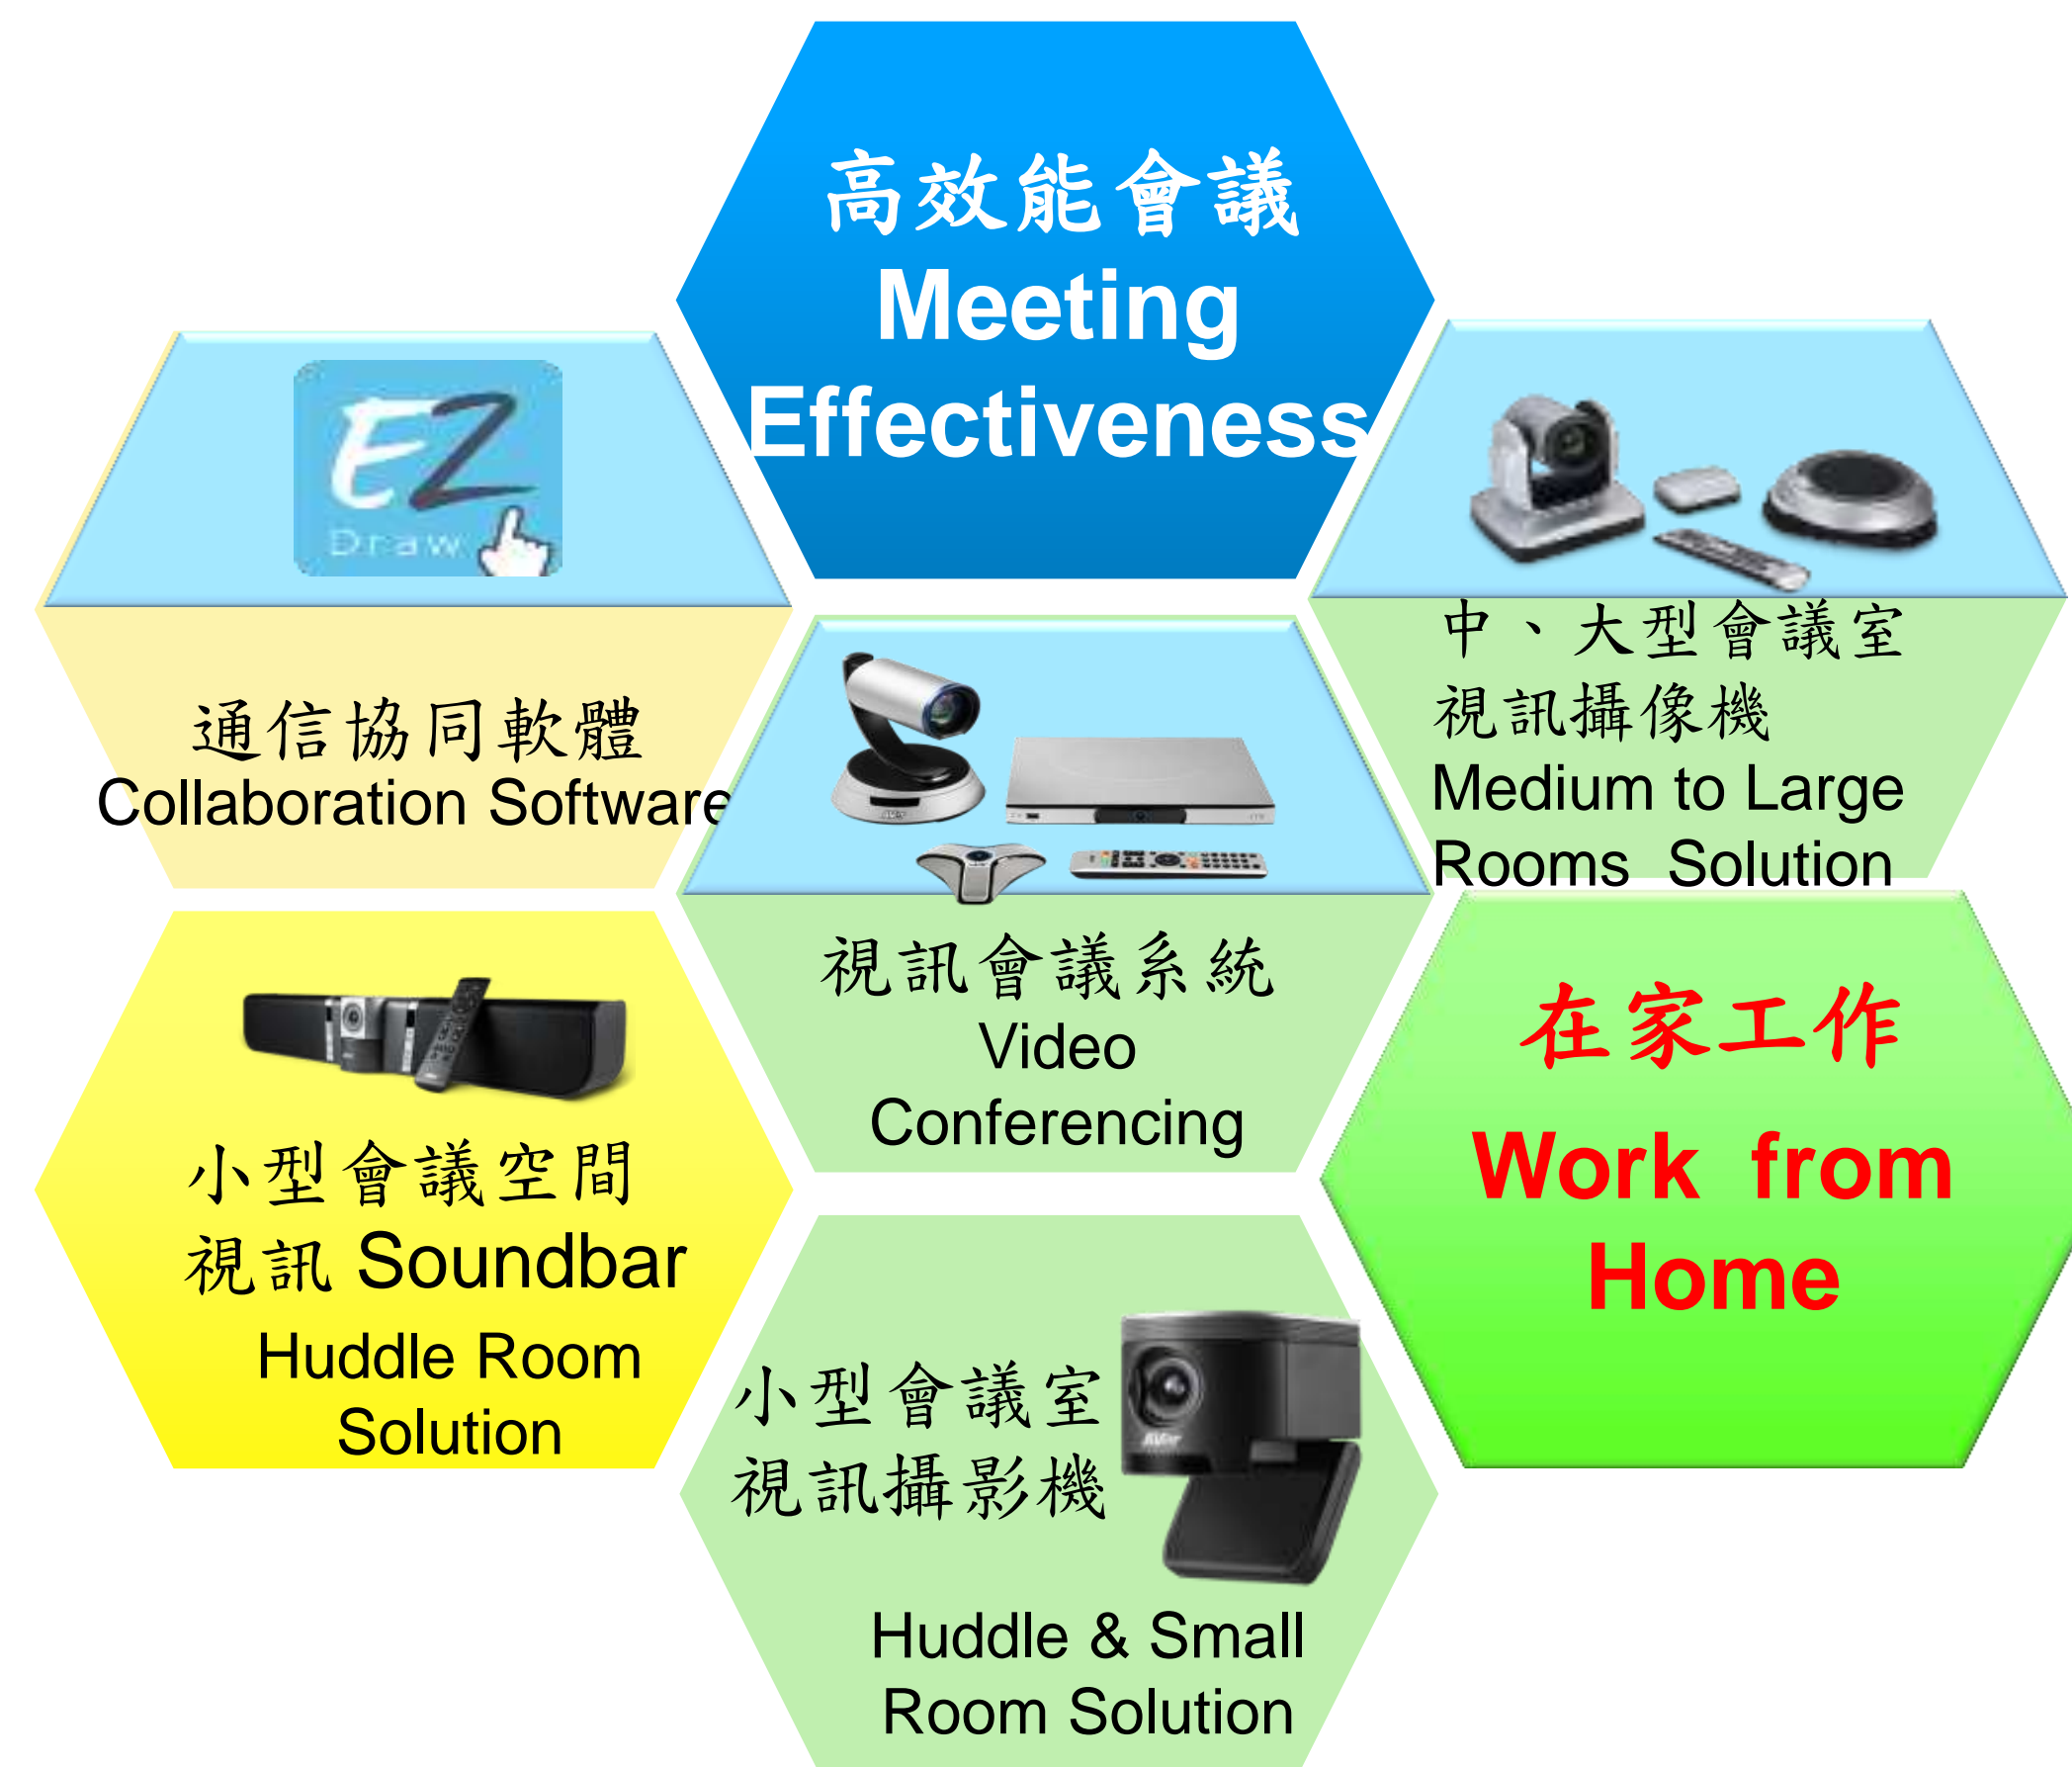 高效能會議
Meeting
Effectiveness
EZ
Draw
通信協同軟體
Collaboration Software
中、大型會議室
視訊攝像機
Medium to Large
Rooms Solution
視訊會議系統
Video
Conferencing
小型會議空間
視訊 Soundbar
Huddle Room
Solution
在家工作
Work from
Home
小型會議室
視訊攝影機
AVer
Huddle & Small
Room Solution